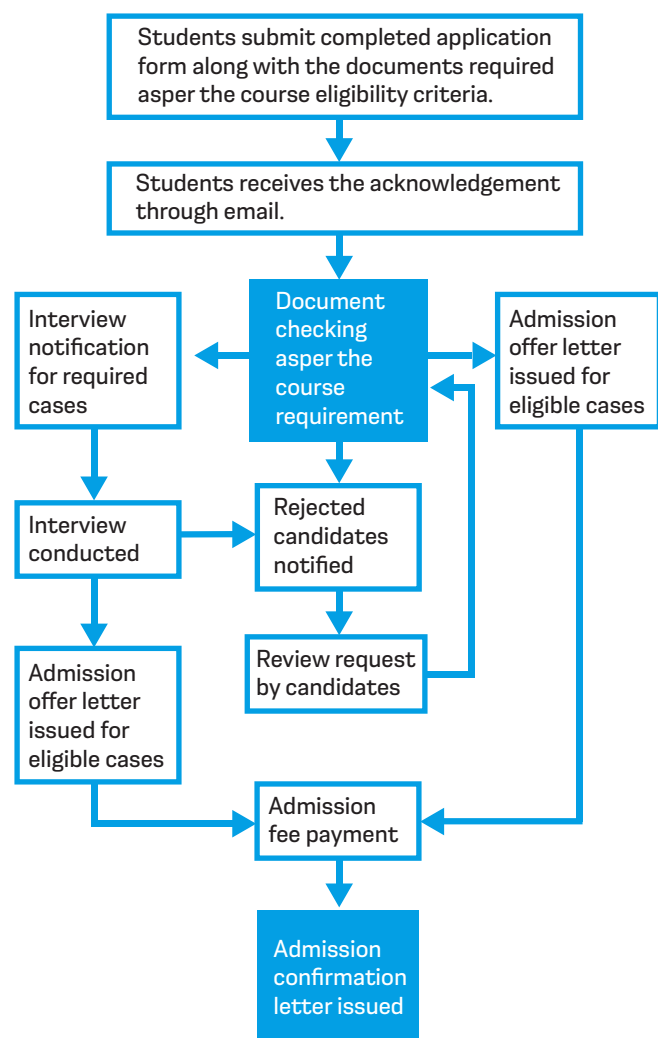 Students submit completed application
form along with the documents required
asper the course eligibility criteria.
Students receives the acknowledgement
through email.
Document
checking
asper the
course
requirement
Interview
notification
for required
cases
Admission
offer letter
issued for
eligible cases
Interview
conducted
Rejected
candidates
notified
Review request
by candidates
Admission
offer letter
issued for
eligible cases
Admission
fee payment
Admission
confirmation
letter issued